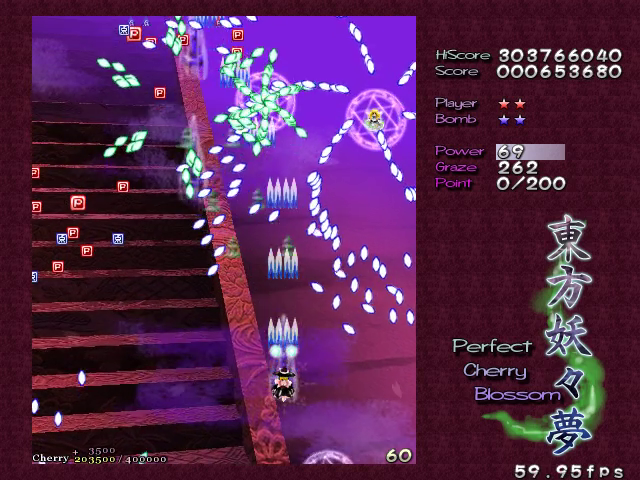 HiScore 303766040
Score 000653680
Player
Bomb
Power 69
Graze 262
Point 0/200
東方妖々夢
Perfect
Cherry
Blossom
+ 3500
Cherry 203500/400000
60
59.95fps
P
P
P
P
P
P
P
P
P
P
P
P